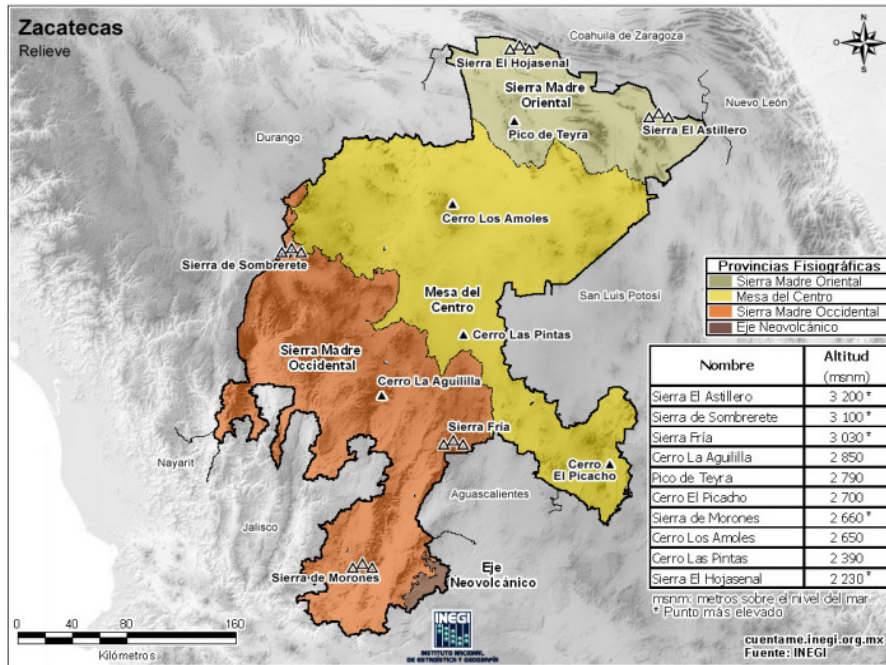 Zacatecas
Relieve
N
O
E
S
Coahuila de Zaragoza
Sierra El Hojasenal
Sierra Madre
Oriental
Nuevo León
Durango
Pico de Teyra
Sierra El Astillero
Cerro Los Amoles
Sierra de Sombrerete
Mesa del
Centro
San Luis Potosí
Cerro Las Pintas
Sierra Madre
Occidental
Cerro La Aguililla
Sierra Fría
Nayarit
Cerro
El Picacho
Aguascalientes
Jalisco
Eje
Neovolcánico
Sierra de Morones
Provincias Fisiográficas
Sierra Madre Oriental
Mesa del Centro
Sierra Madre Occidental
Eje Neovolcánico
Nombre Altitud
(msnm)
Sierra El Astillero 3 200*
Sierra de Sombrerete 3 100*
Sierra Fría 3 030*
Cerro La Aguililla 2 850
Pico de Teyra 2 790
Cerro El Picacho 2 700
Sierra de Morones 2 660*
Cerro Los Amoles 2 650
Cerro Las Pintas 2 390
Sierra El Hojasenal 2 230*
msnm: metros sobre el nivel del mar
* Punto más elevado
0 40 80 160
Kilómetros
INEGI
INSTITUTO NACIONAL
DE ESTADÍSTICA Y GEOGRAFÍA
cuentame.inegi.org.mx
Fuente: INEGI